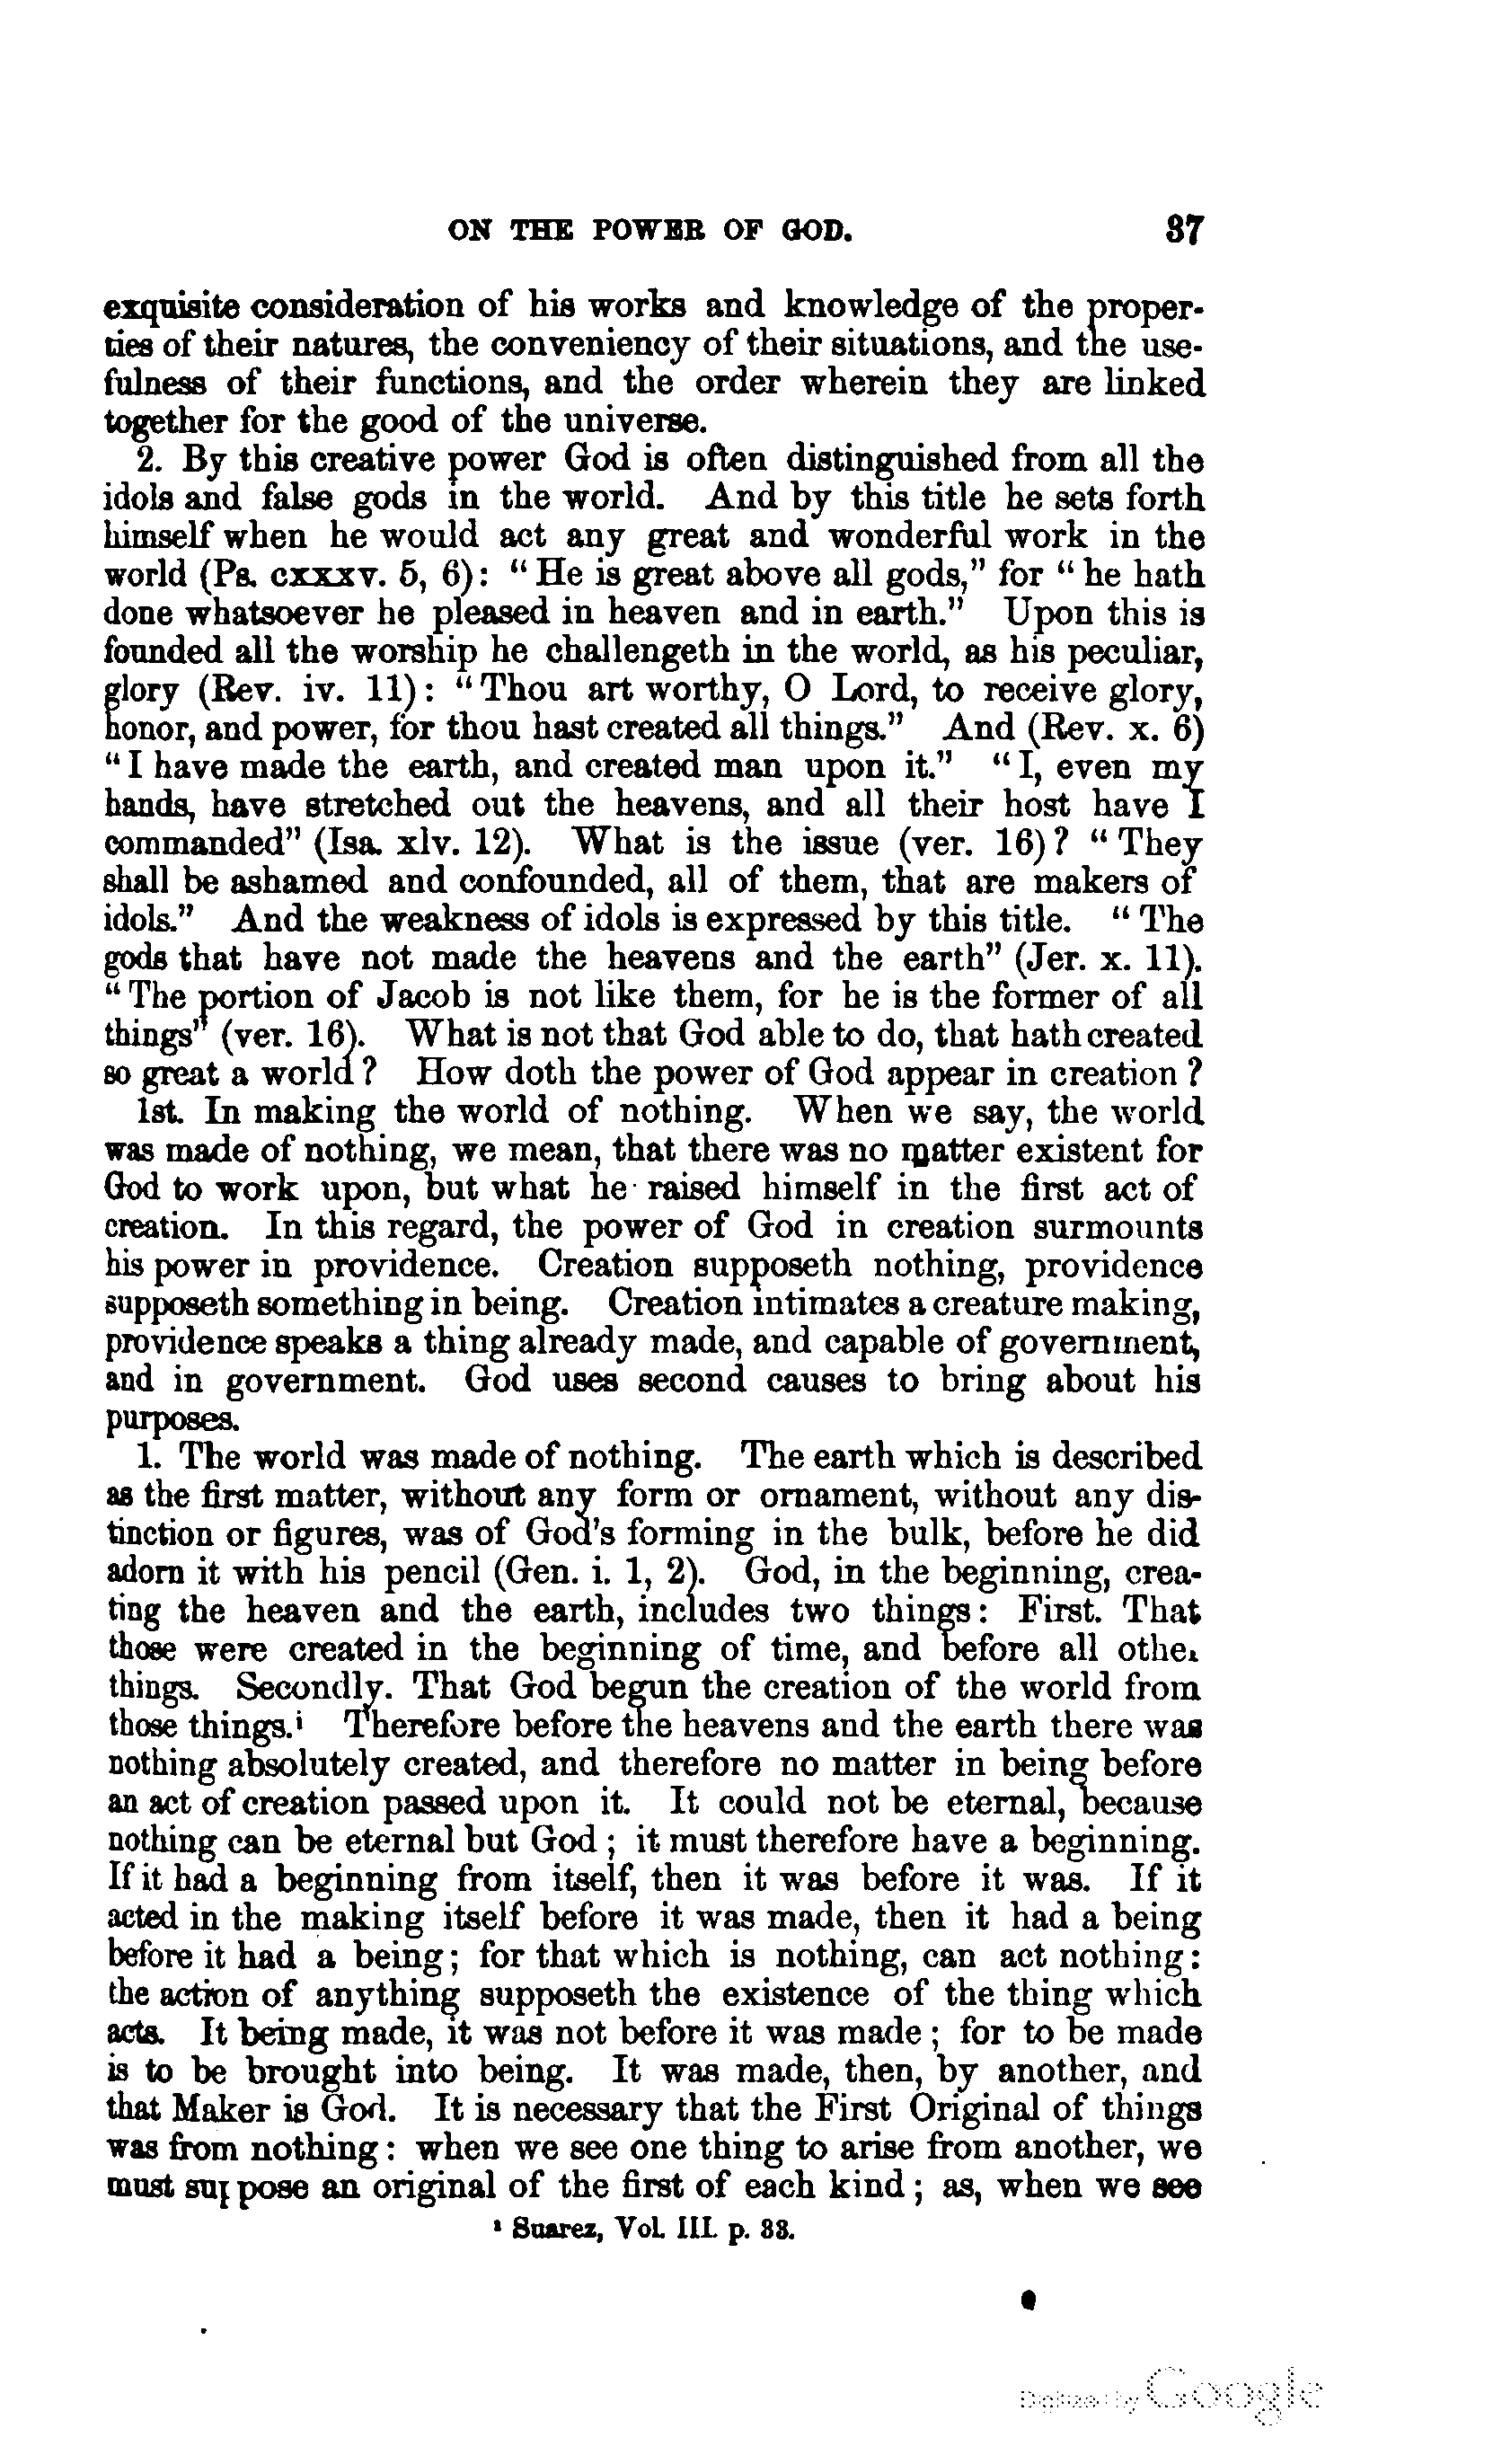 ON THE POWER OF GOD. 37
exquisite consideration of his works and knowledge of the proper-
ties of their natures, the conveniency of their situations, and the use-
fulness of their functions, and the order wherein they are linked
together for the good of the universe.
2. By this creative power God is often distinguished from all the
idols and false gods in the world. And by this title he sets forth
himself when he would act any great and wonderful work in the
world (Ps. cxxxv. 5, 6): "He is great above all gods," for "he hath
done whatsoever he pleased in heaven and in earth." Upon this is
founded all the worship he challengeth in the world, as his peculiar,
glory (Rev. iv. 11): "Thou art worthy, O Lord, to receive glory,
honor, and power, for thou hast created all things." And (Rev. x. 6)
"I have made the earth, and created man upon it." "I, even my
hands, have stretched out the heavens, and all their host have I
commanded" (Isa. xlv. 12). What is the issue (ver. 16)? "They
shall be ashamed and confounded, all of them, that are makers of
idols." And the weakness of idols is expressed by this title. "The
gods that have not made the heavens and the earth" (Jer. x. 11).
"The portion of Jacob is not like them, for he is the former of all
things" (ver. 16). What is not that God able to do, that hath created
so great a world? How doth the power of God appear in creation?
1st. In making the world of nothing. When we say, the world
was made of nothing, we mean, that there was no matter existent for
God to work upon, but what he raised himself in the first act of
creation. In this regard, the power of God in creation surmounts
his power in providence. Creation supposeth nothing, providence
supposeth something in being. Creation intimates a creature making,
providence speaks a thing already made, and capable of government,
and in government. God uses second causes to bring about his
purposes.
1. The world was made of nothing. The earth which is described
as the first matter, without any form or ornament, without any dis-
tinction or figures, was of God's forming in the bulk, before he did
adorn it with his pencil (Gen. i. 1, 2). God, in the beginning, crea-
ting the heaven and the earth, includes two things: First. That
those were created in the beginning of time, and before all other
things. Secondly. That God begun the creation of the world from
those things.i Therefore before the heavens and the earth there was
nothing absolutely created, and therefore no matter in being before
an act of creation passed upon it. It could not be eternal, because
nothing can be eternal but God; it must therefore have a beginning.
If it had a beginning from itself, then it was before it was. If it
acted in the making itself before it was made, then it had a being
before it had a being; for that which is nothing, can act nothing:
the action of anything supposeth the existence of the thing which
acts. It being made, it was not before it was made; for to be made
is to be brought into being. It was made, then, by another, and
that Maker is God. It is necessary that the First Original of things
was from nothing: when we see one thing to arise from another, we
must suppose an original of the first of each kind; as, when we see
i Suarez, Vol. III. p. 33.
Digitized by Google